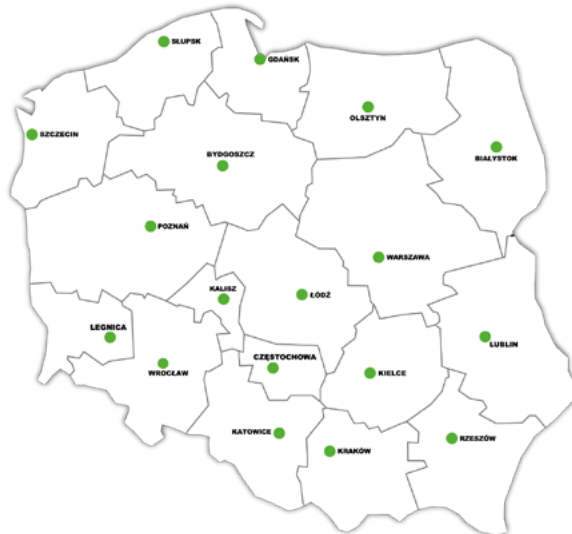 SŁUPSK
GDAŃSK
OLSZTYN
SZCZECIN
BYDGOSZCZ
BIAŁYSTOK
POZNAŃ
WARSZAWA
KALISZ
ŁÓDŹ
LEGNICA
LUBLIN
CZĘSTOCHOWA
WROCŁAW
KIELCE
KATOWICE
RZESZÓW
KRAKÓW